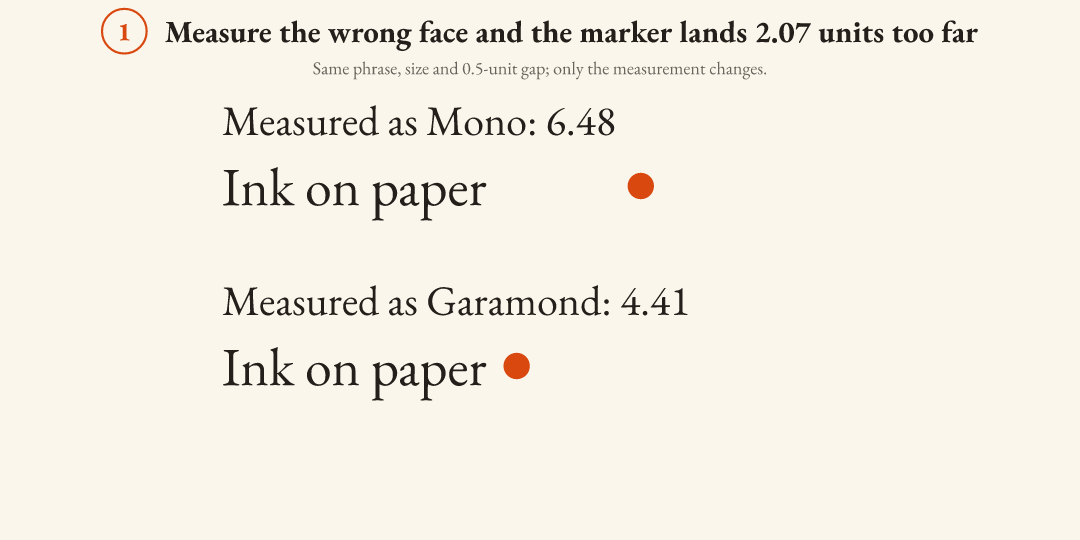 1 Measure the wrong face and the marker lands 2.07 units too far
Same phrase, size and 0.5-unit gap; only the measurement changes.
Measured as Mono: 6.48
Ink on paper
Measured as Garamond: 4.41
Ink on paper